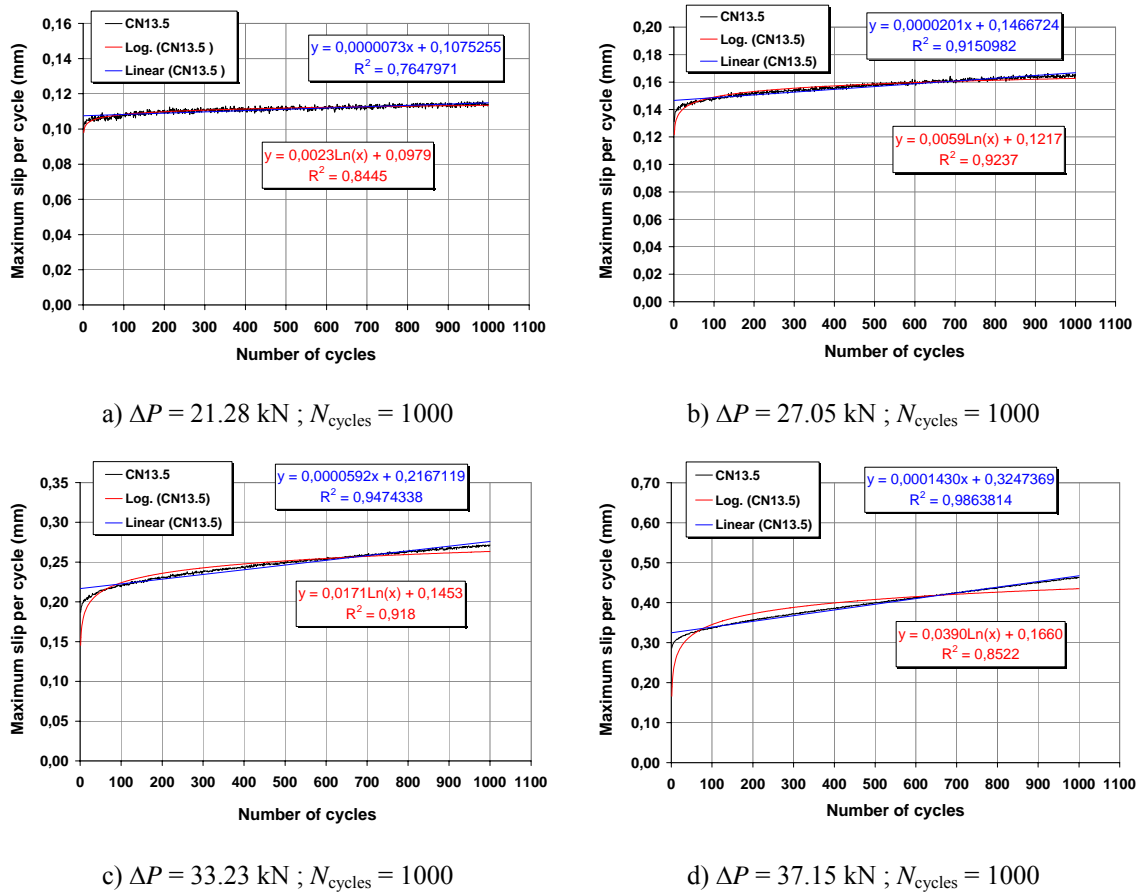 Maximum slip per cycle (mm)
0,16
0,14
0,12
0,10
0,08
0,06
0,04
0,02
0,00
CN13.5
Log. (CN13.5 )
Linear (CN13.5 )
y = 0,0000073x + 0,1075255
R² = 0,7647971
y = 0,0023Ln(x) + 0,0979
R² = 0,8445
0 100 200 300 400 500 600 700 800 900 1000 1100
Number of cycles
a) ΔP = 21.28 kN ; Ncycles = 1000
Maximum slip per cycle (mm)
0,20
0,18
0,16
0,14
0,12
0,10
0,08
0,06
0,04
0,02
0,00
CN13.5
Log. (CN13.5)
Linear (CN13.5)
y = 0,0000201x + 0,1466724
R² = 0,9150982
y = 0,0059Ln(x) + 0,1217
R² = 0,9237
0 100 200 300 400 500 600 700 800 900 1000 1100
Number of cycles
b) ΔP = 27.05 kN ; Ncycles = 1000
Maximum slip per cycle (mm)
0,35
0,30
0,25
0,20
0,15
0,10
0,05
0,00
CN13.5
Log. (CN13.5)
Linear (CN13.5)
y = 0,0000592x + 0,2167119
R² = 0,9474338
y = 0,0171Ln(x) + 0,1453
R² = 0,918
0 100 200 300 400 500 600 700 800 900 1000 1100
Number of cycles
c) ΔP = 33.23 kN ; Ncycles = 1000
Maximum slip per cycle (mm)
0,70
0,60
0,50
0,40
0,30
0,20
0,10
0,00
CN13.5
Log. (CN13.5)
Linear (CN13.5)
y = 0,0001430x + 0,3247369
R² = 0,9863814
y = 0,0390Ln(x) + 0,1660
R² = 0,8522
0 100 200 300 400 500 600 700 800 900 1000 1100
Number of cycles
d) ΔP = 37.15 kN ; Ncycles = 1000